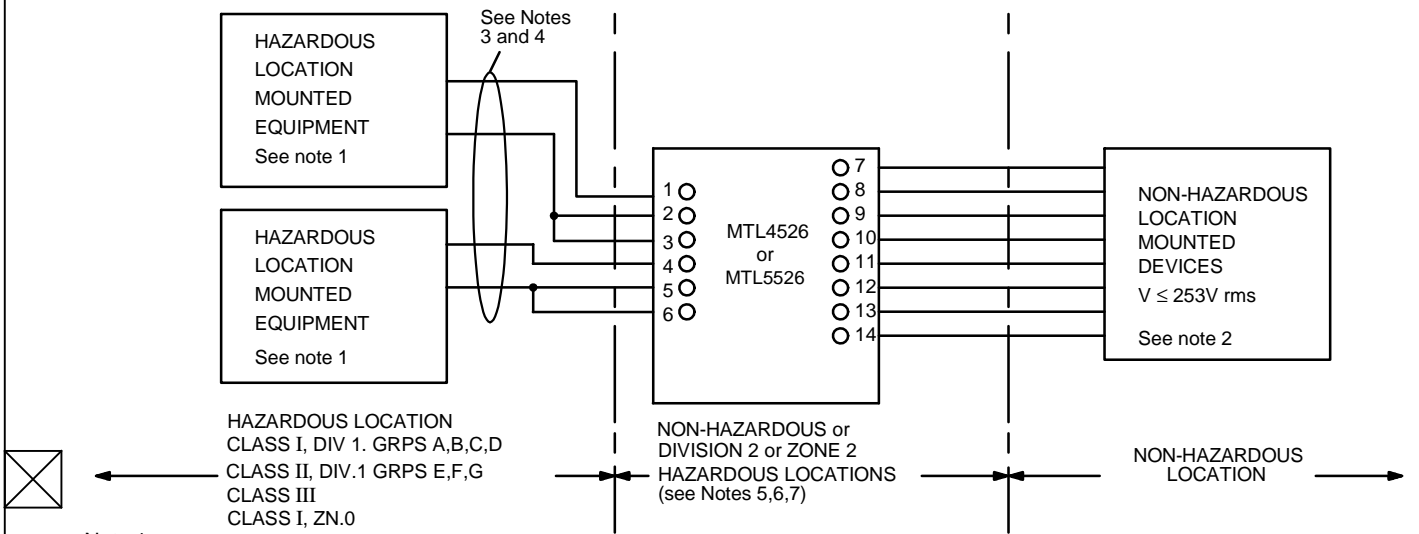 See Notes
3 and 4
HAZARDOUS
LOCATION
MOUNTED
EQUIPMENT
See note 1
HAZARDOUS
LOCATION
MOUNTED
EQUIPMENT
See note 1
1
2
3
4
5
6
MTL4526
or
MTL5526
7
8
9
10
11
12
13
14
NON-HAZARDOUS
LOCATION
MOUNTED
DEVICES
V ≤ 253V rms
See note 2
HAZARDOUS LOCATION
CLASS I, DIV 1. GRPS A,B,C,D
CLASS II, DIV.1 GRPS E,F,G
CLASS III
CLASS I, ZN.0
NON-HAZARDOUS or
DIVISION 2 or ZONE 2
HAZARDOUS LOCATIONS
(see Notes 5,6,7)
NON-HAZARDOUS
LOCATION